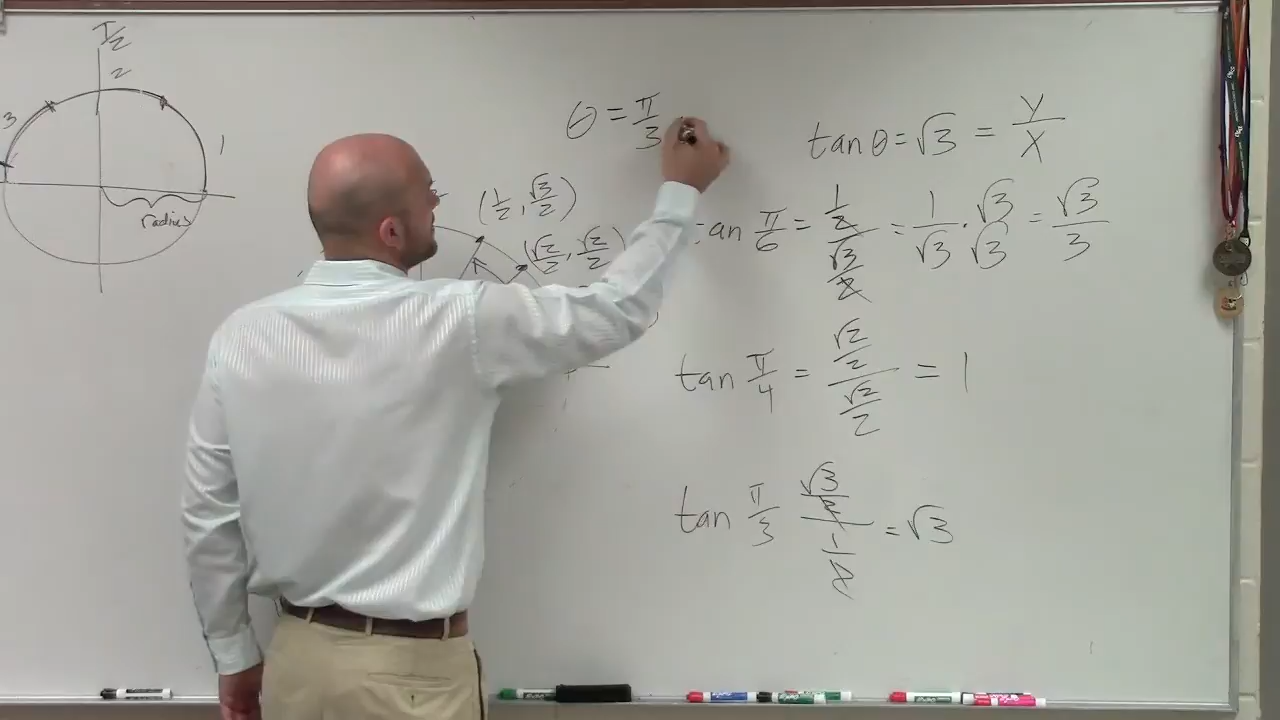 π/2
2
3
1
radius
θ = π/3
tan θ = √3 = y/x
(1/2, √3/2)
(√2/2, √2/2)
an π/6 = (1/2)/(√3/2) = 1/√3 · √3/√3 = √3/3
tan π/4 = (√2/2)/(√2/2) = 1
tan π/3 (√3/2)/(1/2) = √3